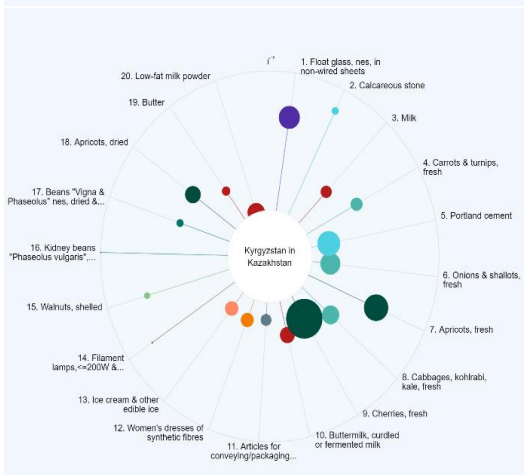 1. Float glass, nes, in
non-wired sheets
2. Calcareous stone
3. Milk
4. Carrots & turnips,
fresh
5. Portland cement
6. Onions & shallots,
fresh
7. Apricots, fresh
8. Cabbages, kohlrabi,
kale, fresh
9. Cherries, fresh
10. Buttermilk, curdled
or fermented milk
11. Articles for
conveying/packaging...
12. Women's dresses of
synthetic fibres
13. Ice cream & other
edible ice
14. Filament
lamps,<=200W &...
15. Walnuts, shelled
16. Kidney beans
"Phaseolus vulgaris",...
17. Beans "Vigna &
Phaseolus" nes, dried &...
18. Apricots, dried
19. Butter
20. Low-fat milk powder
Kyrgyzstan in
Kazakhstan